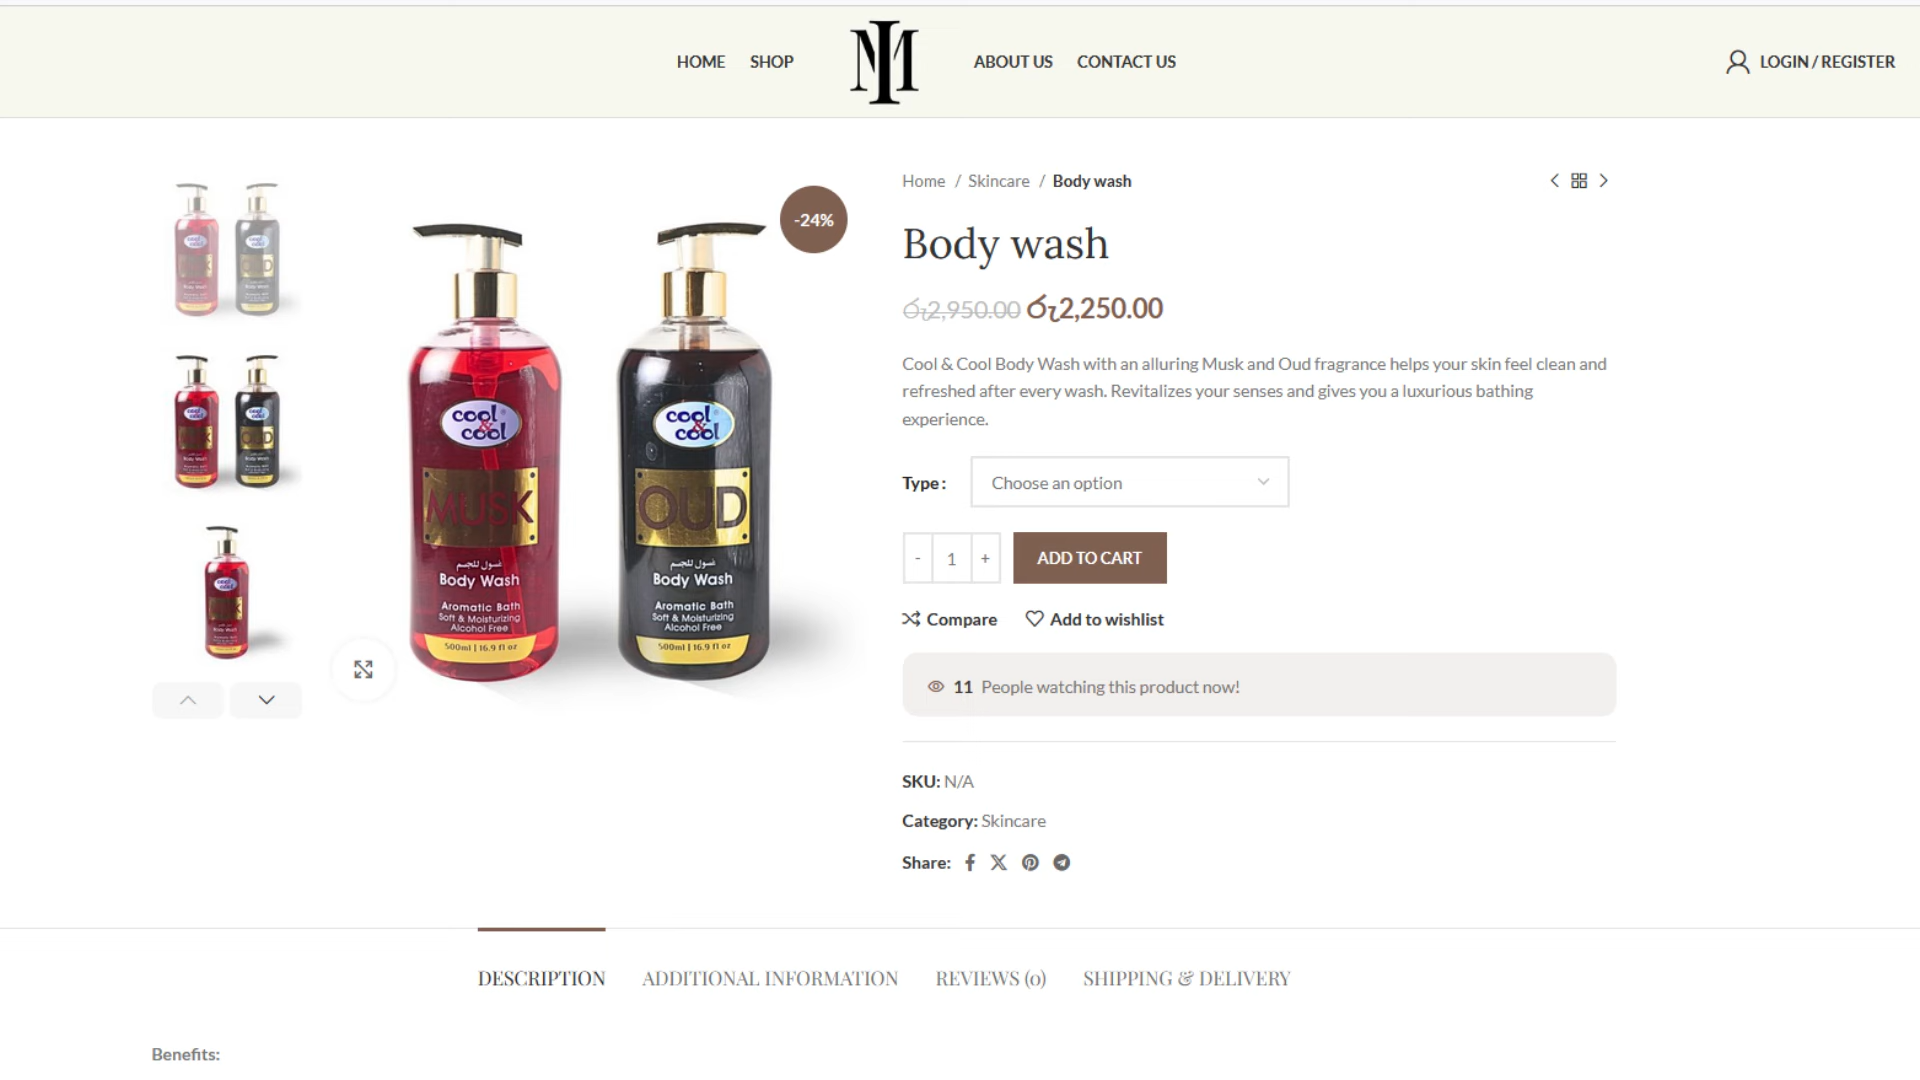 HOME SHOP IM ABOUT US CONTACT US LOGIN / REGISTER
Home / Skincare / Body wash
-24%
Body wash
රු2,950.00 රු2,250.00
Cool & Cool Body Wash with an alluring Musk and Oud fragrance helps your skin feel clean and
refreshed after every wash. Revitalizes your senses and gives you a luxurious bathing
experience.
Type : Choose an option
- 1 + ADD TO CART
Compare Add to wishlist
11 People watching this product now!
SKU: N/A
Category: Skincare
Share:
cool & cool
MUSK
غسول للجسم
Body Wash
Aromatic Bath
Soft & Moisturizing
Alcohol Free
500ml | 16.9 fl oz
cool & cool
OUD
غسول للجسم
Body Wash
Aromatic Bath
Soft & Moisturizing
Alcohol Free
500ml | 16.9 fl oz
DESCRIPTION ADDITIONAL INFORMATION REVIEWS (0) SHIPPING & DELIVERY
Benefits: